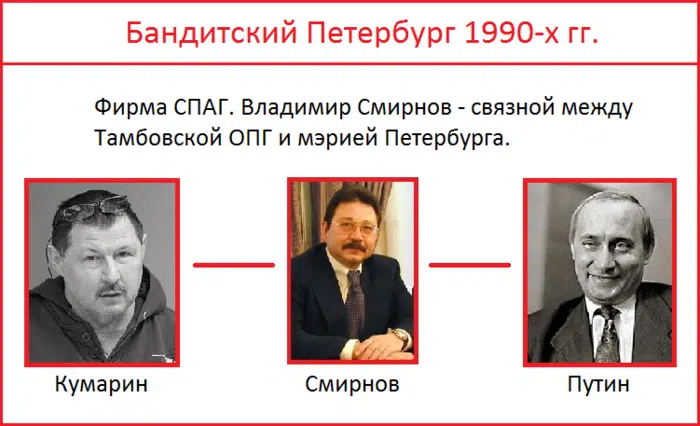 Бандитский Петербург 1990-х гг.
Фирма СПАГ. Владимир Смирнов - связной между
Тамбовской ОПГ и мэрией Петербурга.
Кумарин Смирнов Путин